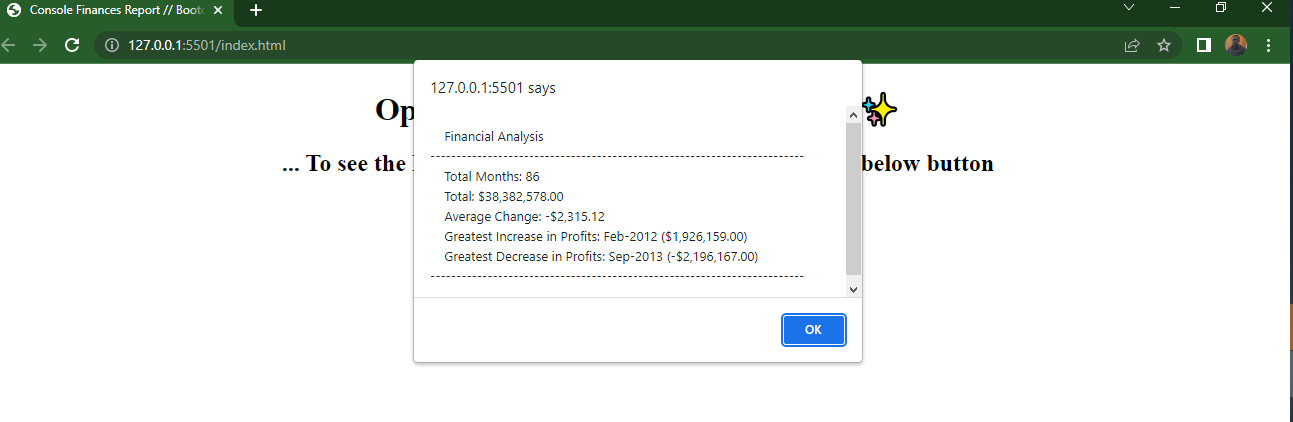 Console Finances Report // Bootc
127.0.0.1:5501/index.html
127.0.0.1:5501 says
Op
... To see the
below button
Financial Analysis
-----------------------------------------------------------------------
Total Months: 86
Total: $38,382,578.00
Average Change: -$2,315.12
Greatest Increase in Profits: Feb-2012 ($1,926,159.00)
Greatest Decrease in Profits: Sep-2013 (-$2,196,167.00)
-----------------------------------------------------------------------
OK